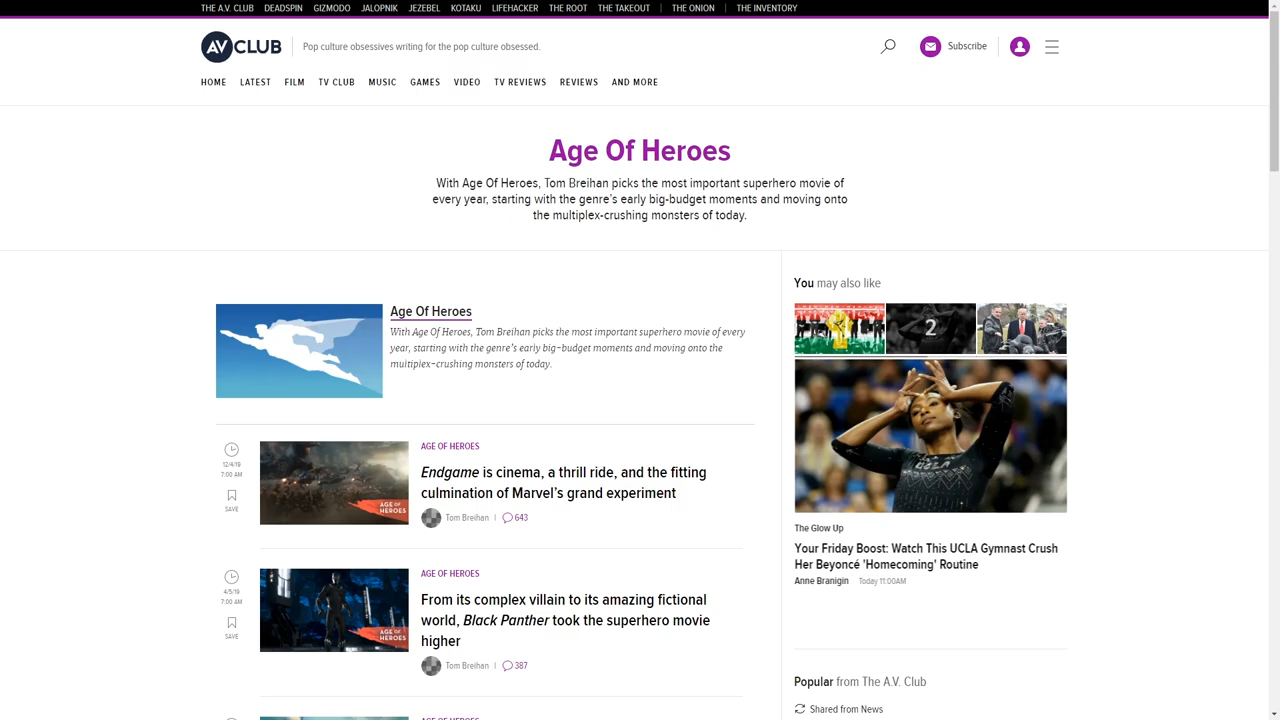 THE A.V. CLUB DEADSPIN GIZMODO JALOPNIK JEZEBEL KOTAKU LIFEHACKER THE ROOT THE TAKEOUT THE ONION THE INVENTORY
AV CLUB
Pop culture obsessives writing for the pop culture obsessed.
Subscribe
HOME LATEST FILM TV CLUB MUSIC GAMES VIDEO TV REVIEWS REVIEWS AND MORE
Age Of Heroes
With Age Of Heroes, Tom Breihan picks the most important superhero movie of
every year, starting with the genre's early big-budget moments and moving onto
the multiplex-crushing monsters of today.
Age Of Heroes
With Age Of Heroes, Tom Breihan picks the most important superhero movie of every
year, starting with the genre's early big-budget moments and moving onto the
multiplex-crushing monsters of today.
12/4/19
7:00 AM
SAVE
AGE OF
HEROES
AGE OF HEROES
Endgame is cinema, a thrill ride, and the fitting
culmination of Marvel's grand experiment
Tom Breihan 643
4/5/19
7:00 AM
SAVE
AGE OF
HEROES
AGE OF HEROES
From its complex villain to its amazing fictional
world, Black Panther took the superhero movie
higher
Tom Breihan 387
AGE OF HEROES
You may also like
2
UCLA
The Glow Up
Your Friday Boost: Watch This UCLA Gymnast Crush
Her Beyoncé 'Homecoming' Routine
Anne Branigin Today 11:00AM
Popular from The A.V. Club
Shared from News